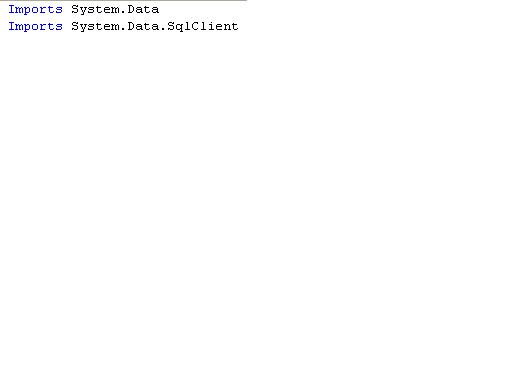 Imports System.Data
Imports System.Data.SqlClient